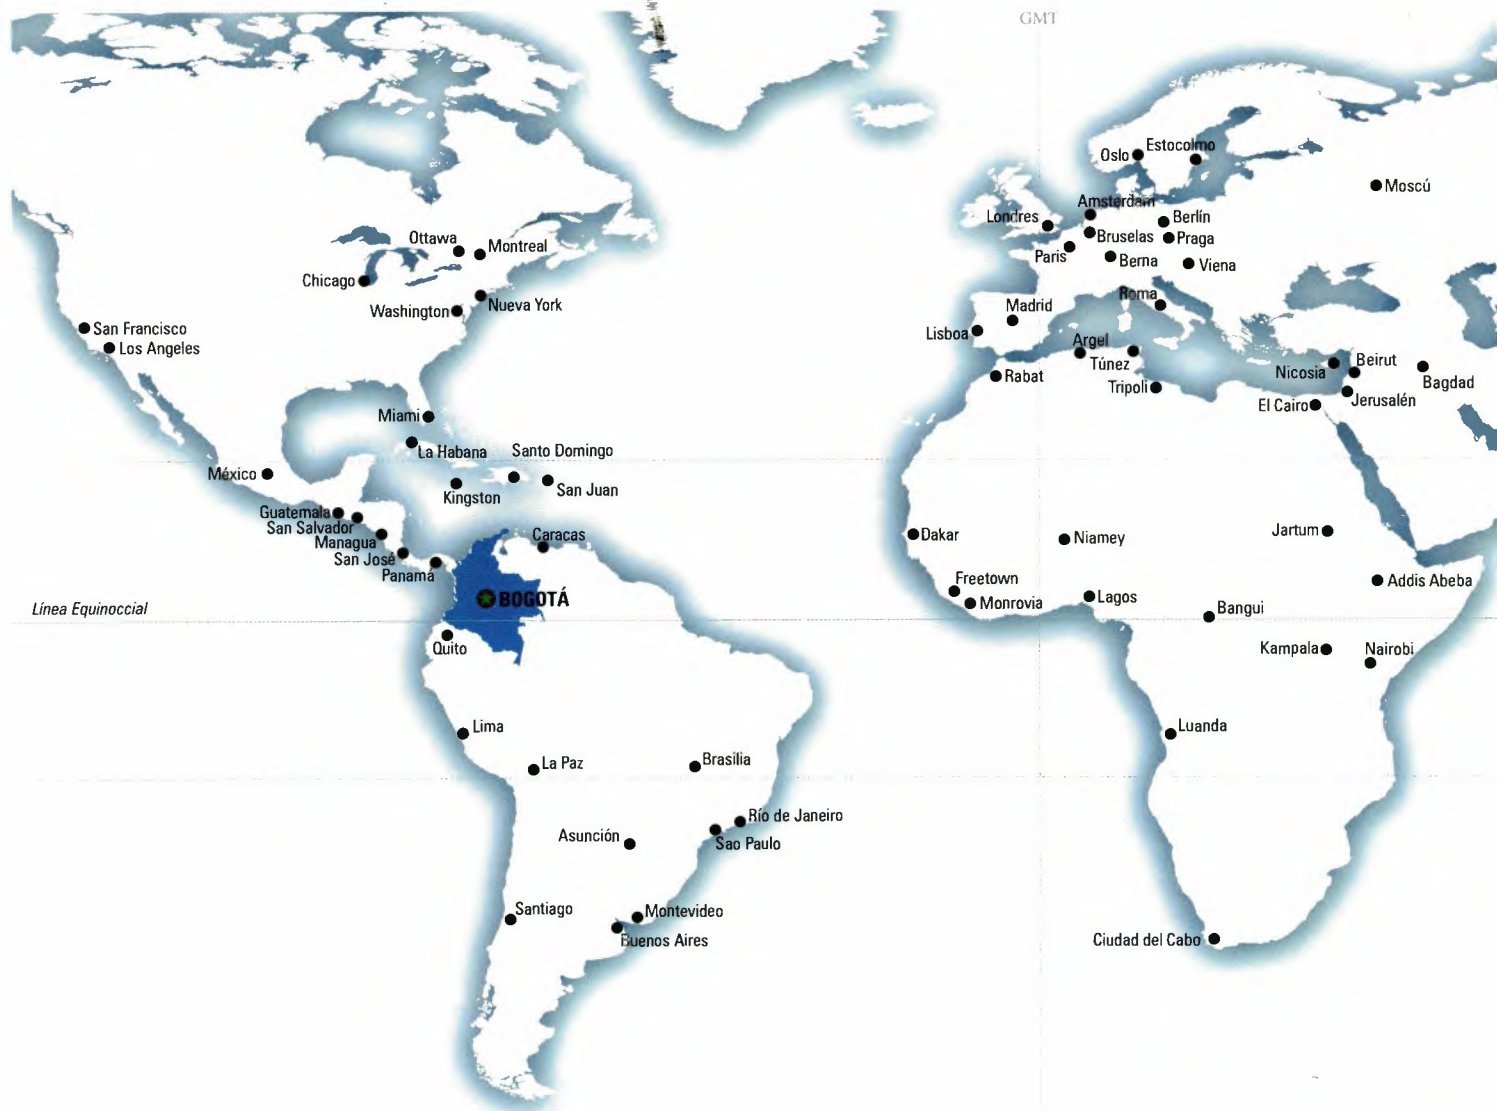 GMT
Oslo
Estocolmo
Moscú
Amsterdam
Londres
Berlín
Bruselas
Praga
Paris
Berna
Viena
Ottawa
Montreal
Chicago
Nueva York
Washington
Roma
Madrid
San Francisco
Lisboa
Los Angeles
Argel
Túnez
Beirut
Nicosia
Rabat
Tripoli
Bagdad
Jerusalén
El Cairo
Miami
La Habana
Santo Domingo
México
Kingston
San Juan
Guatemala
San Salvador
Managua
San José
Panamá
Caracas
Dakar
Niamey
Jartum
Freetown
Addis Abeba
BOGOTÁ
Monrovia
Lagos
Línea Equinoccial
Bangui
Quito
Kampala
Nairobi
Lima
Luanda
La Paz
Brasilia
Río de Janeiro
Asunción
Sao Paulo
Santiago
Montevideo
Buenos Aires
Ciudad del Cabo